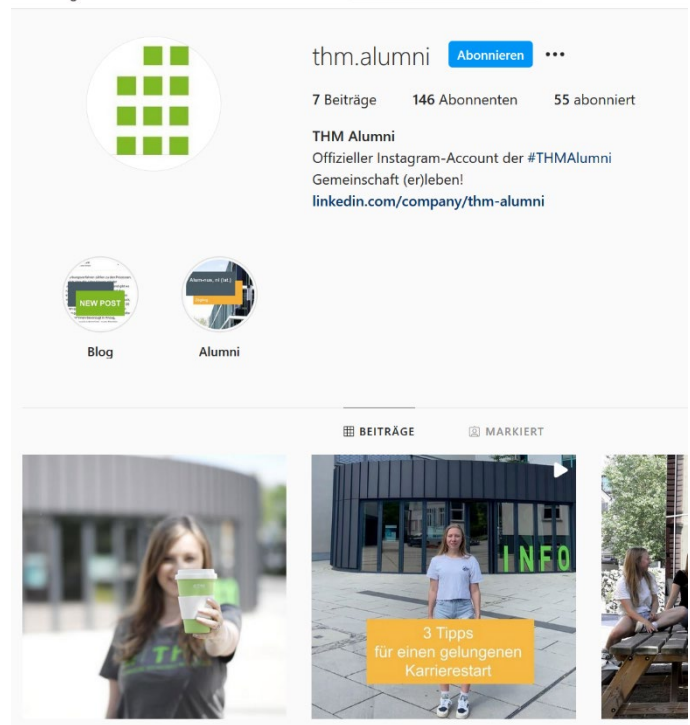 thm.alumni Abonnieren •••
7 Beiträge 146 Abonnenten 55 abonniert
THM Alumni
Offizieller Instagram-Account der #THMAlumni
Gemeinschaft (er)leben!
linkedin.com/company/thm-alumni
NEW POST
Blog Alumni
BEITRÄGE MARKIERT
INFO
3 Tipps
für einen gelungenen
Karrierestart